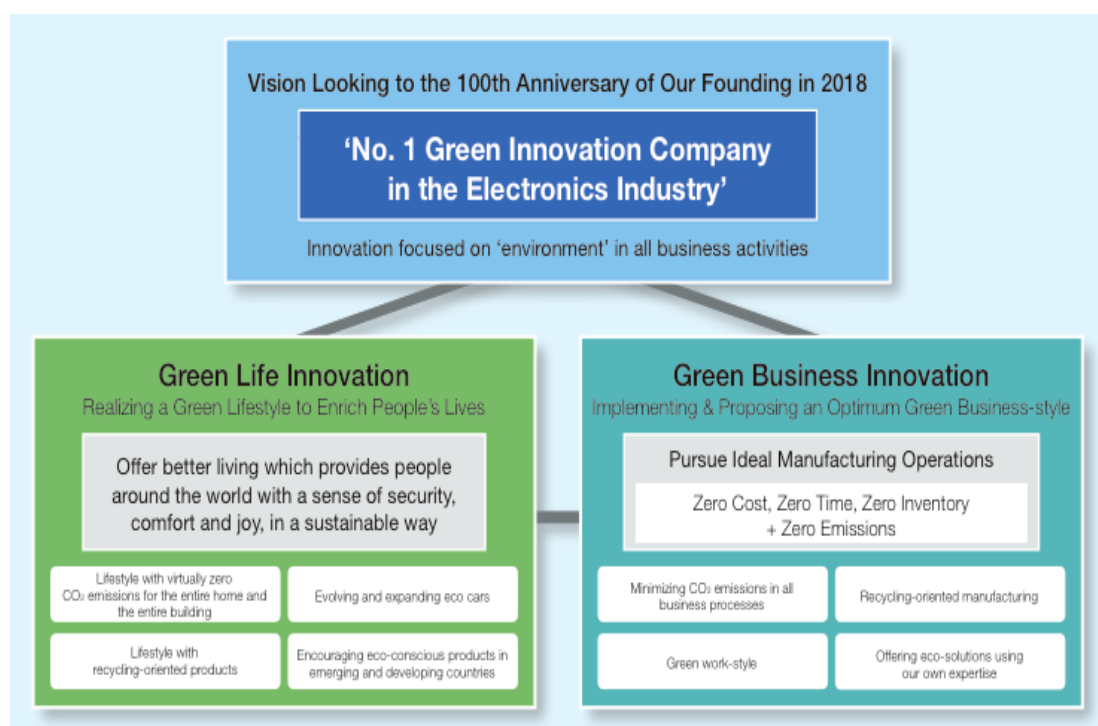 Vision Looking to the 100th Anniversary of Our Founding in 2018
‘No. 1 Green Innovation Company
in the Electronics Industry’
Innovation focused on ‘environment’ in all business activities
Green Life Innovation
Realizing a Green Lifestyle to Enrich People’s Lives
Offer better living which provides people
around the world with a sense of security,
comfort and joy, in a sustainable way
Lifestyle with virtually zero
CO₂ emissions for the entire home and
the entire building
Evolving and expanding eco cars
Lifestyle with
recycling-oriented products
Encouraging eco-conscious products in
emerging and developing countries
Green Business Innovation
Implementing & Proposing an Optimum Green Business-style
Pursue Ideal Manufacturing Operations
Zero Cost, Zero Time, Zero Inventory
+ Zero Emissions
Minimizing CO₂ emissions in all
business processes
Recycling-oriented manufacturing
Green work-style
Offering eco-solutions using
our own expertise